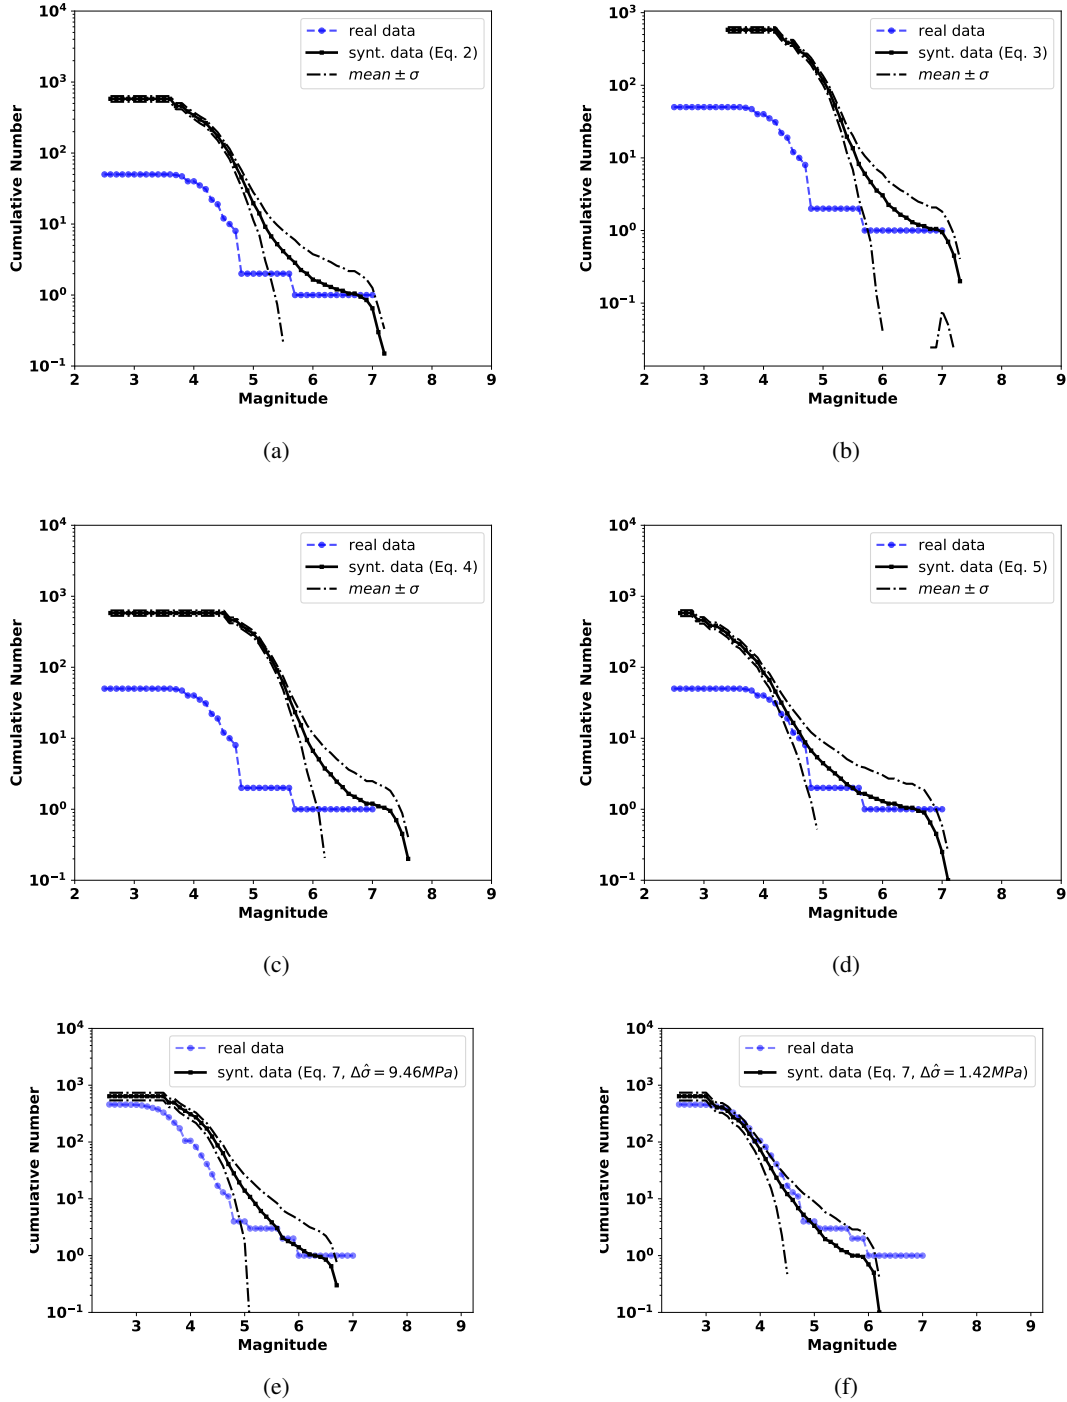 10^4
10^3
10^2
10^1
10^0
10^−1
Cumulative Number
2 3 4 5 6 7 8 9
Magnitude
real data
synt. data (Eq. 2)
mean ± σ
(a)
10^3
10^2
10^1
10^0
10^−1
Cumulative Number
2 3 4 5 6 7 8 9
Magnitude
real data
synt. data (Eq. 3)
mean ± σ
(b)
10^4
10^3
10^2
10^1
10^0
10^−1
Cumulative Number
2 3 4 5 6 7 8 9
Magnitude
real data
synt. data (Eq. 4)
mean ± σ
(c)
10^4
10^3
10^2
10^1
10^0
10^−1
Cumulative Number
2 3 4 5 6 7 8 9
Magnitude
real data
synt. data (Eq. 5)
mean ± σ
(d)
10^4
10^3
10^2
10^1
10^0
10^−1
Cumulative Number
3 4 5 6 7 8 9
Magnitude
real data
synt. data (Eq. 7, Δσ̂ = 9.46MPa)
(e)
10^4
10^3
10^2
10^1
10^0
10^−1
Cumulative Number
3 4 5 6 7 8 9
Magnitude
real data
synt. data (Eq. 7, Δσ̂ = 1.42MPa)
(f)